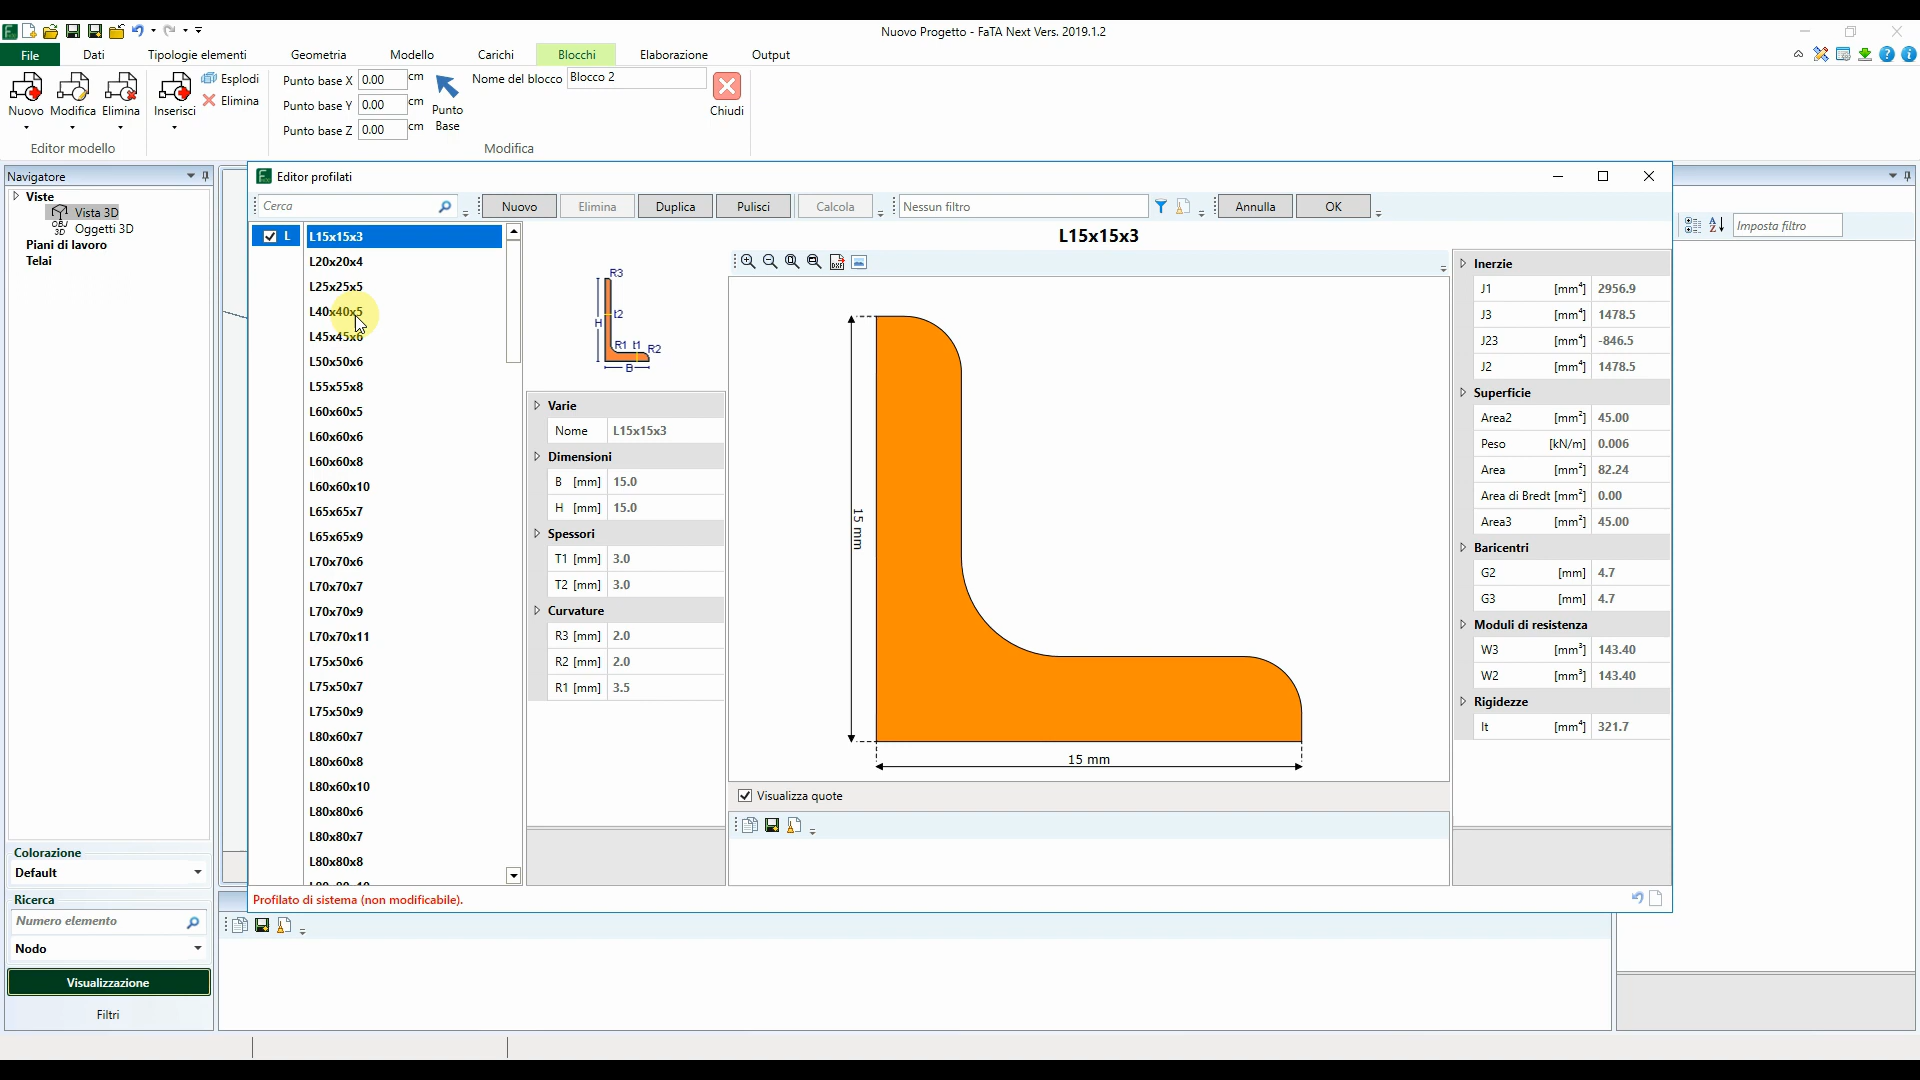 Nuovo Progetto - FaTA Next Vers. 2019.1.2
File Dati Tipologie elementi Geometria Modello Carichi Blocchi Elaborazione Output
Nuovo Modifica Elimina
Editor modello
Inserisci
Esplodi
Elimina
Punto base X 0.00 cm
Punto base Y 0.00 cm
Punto base Z 0.00 cm
Punto
Base
Nome del blocco Blocco 2
Chiudi
Modifica
Navigatore
Viste
Vista 3D
Oggetti 3D
Piani di lavoro
Telai
Colorazione
Default
Ricerca
Numero elemento
Nodo
Visualizzazione
Filtri
Editor profilati
Cerca Nuovo Elimina Duplica Pulisci Calcola Nessun filtro Annulla OK
L
L15x15x3
L20x20x4
L25x25x5
L40x40x5
L45x45x6
L50x50x6
L55x55x8
L60x60x5
L60x60x6
L60x60x8
L60x60x10
L65x65x7
L65x65x9
L70x70x6
L70x70x7
L70x70x9
L70x70x11
L75x50x6
L75x50x7
L75x50x9
L80x60x7
L80x60x8
L80x60x10
L80x80x6
L80x80x7
L80x80x8
L80x80x10
R3
t2
H
R1 t1 R2
B
Varie
Nome L15x15x3
Dimensioni
B [mm] 15.0
H [mm] 15.0
Spessori
T1 [mm] 3.0
T2 [mm] 3.0
Curvature
R3 [mm] 2.0
R2 [mm] 2.0
R1 [mm] 3.5
L15x15x3
DXF
15 mm
15 mm
Visualizza quote
Inerzie
J1 [mm⁴] 2956.9
J3 [mm⁴] 1478.5
J23 [mm⁴] -846.5
J2 [mm⁴] 1478.5
Superficie
Area2 [mm²] 45.00
Peso [kN/m] 0.006
Area [mm²] 82.24
Area di Bredt [mm²] 0.00
Area3 [mm²] 45.00
Baricentri
G2 [mm] 4.7
G3 [mm] 4.7
Moduli di resistenza
W3 [mm³] 143.40
W2 [mm³] 143.40
Rigidezze
It [mm⁴] 321.7
Profilato di sistema (non modificabile).
Imposta filtro